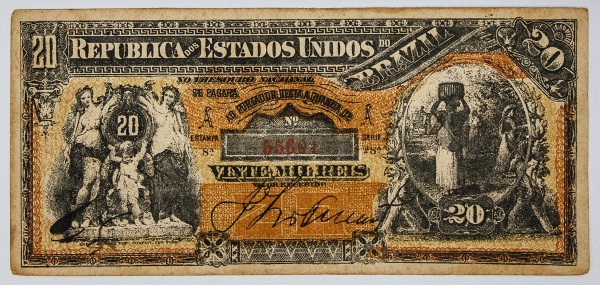 20 REPUBLICA DOS ESTADOS UNIDOS DO BRAZIL 20
NO THESOURO NACIONAL
SE PAGARÁ
AO PORTADOR DESTA A QUANTIA DE
20
Nº
ESTAMPA
SERIE
8ª
VINTE MIL REIS
VALOR RECEBIDO
20